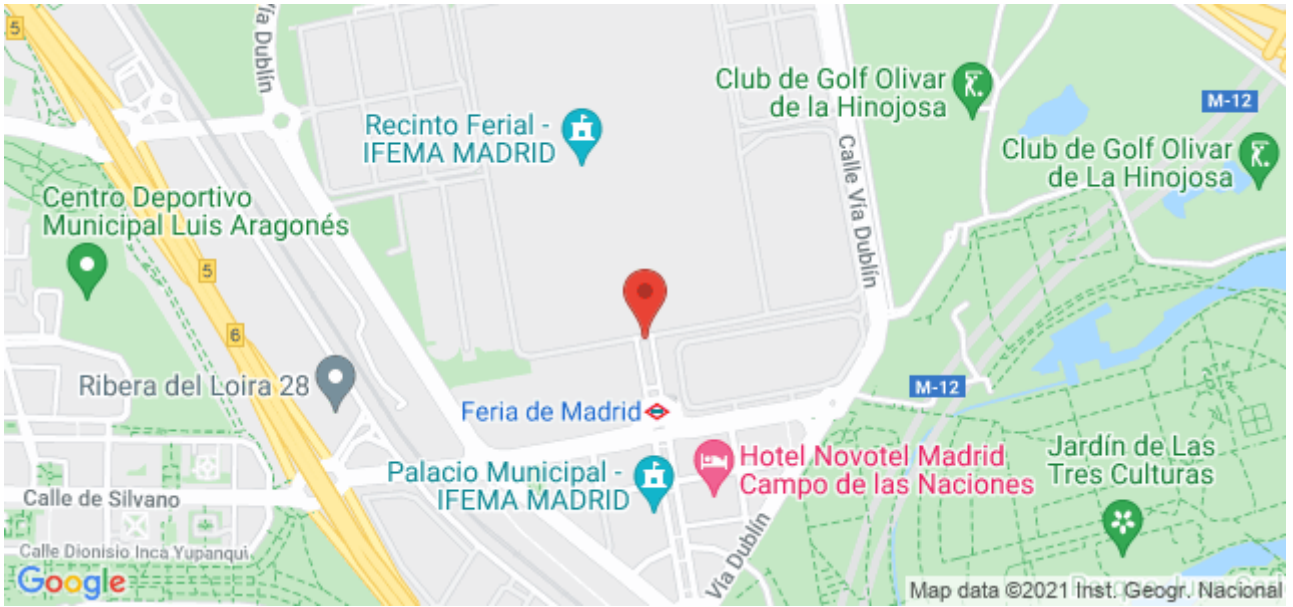 5
Vía Dublín
Club de Golf Olivar
de la Hinojosa
M-12
Recinto Ferial -
IFEMA MADRID
Club de Golf Olivar
de La Hinojosa
Calle Vía Dublín
Centro Deportivo
Municipal Luis Aragonés
5
6
Ribera del Loira 28
M-12
Feria de Madrid
Hotel Novotel Madrid
Campo de las Naciones
Jardín de Las
Tres Culturas
Palacio Municipal -
IFEMA MADRID
Calle de Silvano
Vía Dublín
Calle Dionisio Inca Yupanqui
Google
Map data ©2021 Inst. Geogr. Nacional